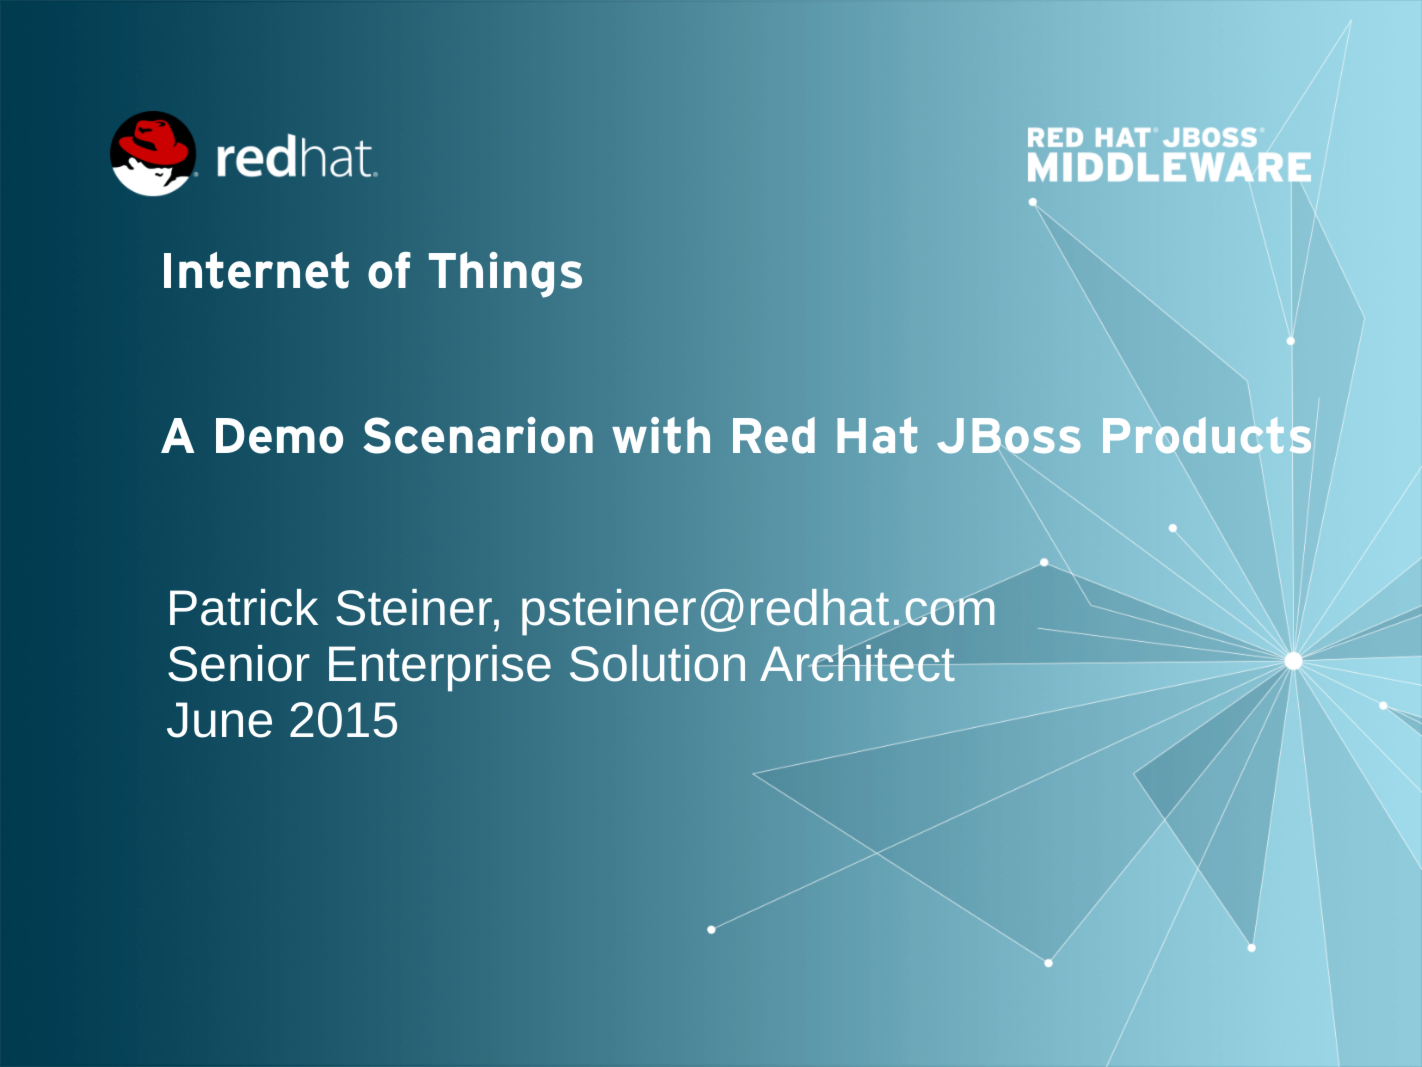 redhat.
RED HAT® JBOSS®
MIDDLEWARE
Internet of Things
A Demo Scenarion with Red Hat JBoss Products
Patrick Steiner, psteiner@redhat.com
Senior Enterprise Solution Architect
June 2015